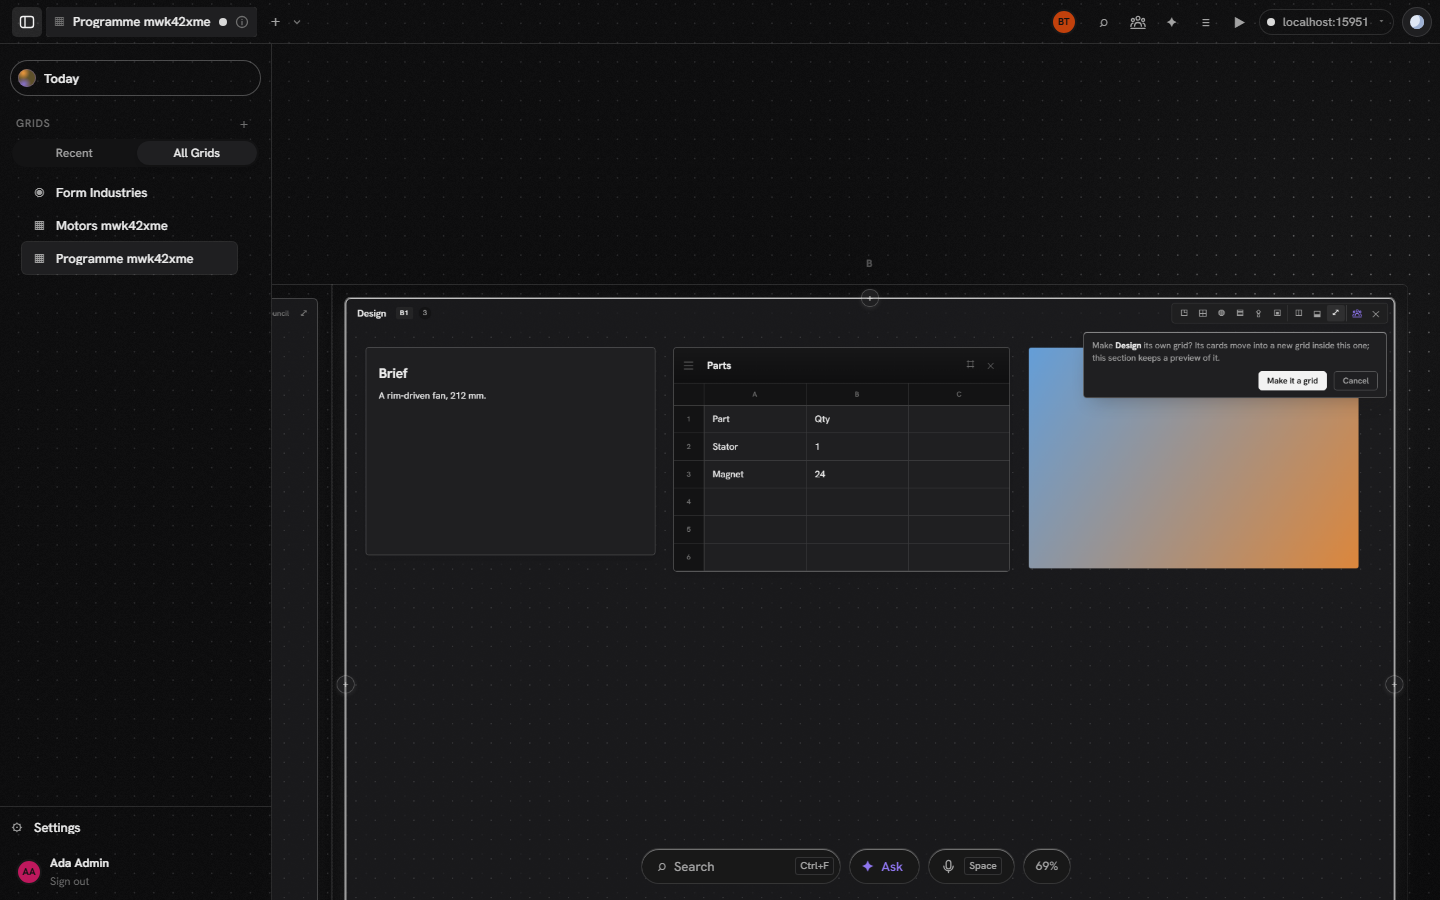 Programme mwk42xme
BT
localhost:15951
Today
GRIDS
Recent
All Grids
Form Industries
Motors mwk42xme
Programme mwk42xme
B
uncil
Design B1 3
Make Design its own grid? Its cards move into a new grid inside this one;
this section keeps a preview of it.
Make it a grid
Cancel
Brief
A rim-driven fan, 212 mm.
Parts
A B C
1 Part Qty
2 Stator 1
3 Magnet 24
4
5
6
Settings
AA
Ada Admin
Sign out
Search Ctrl+F
Ask
Space
69%